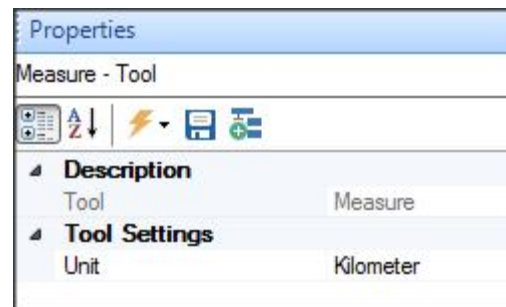 Properties
Measure - Tool
A Z
Description
Tool Measure
Tool Settings
Unit Kilometer